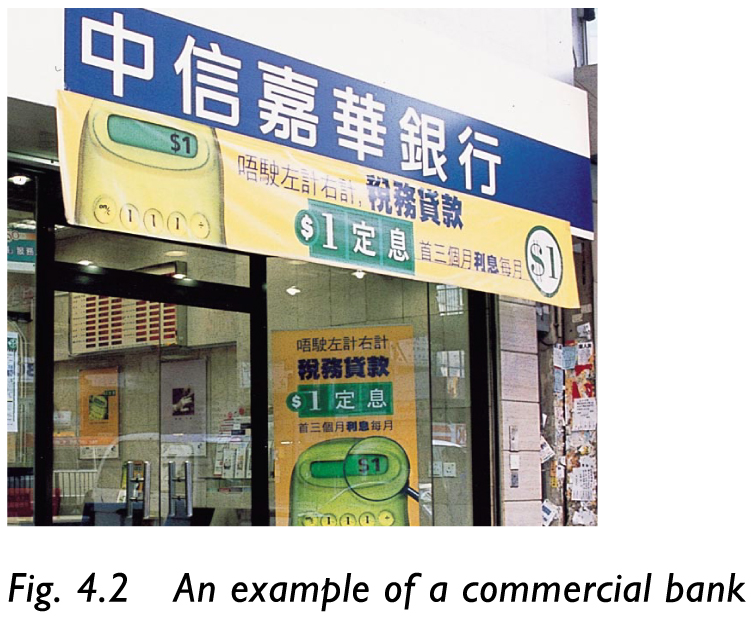 中信嘉華銀行
$1
唔駛左計右計，稅務貸款
$1定息 首三個月利息每月 $1
唔駛左計右計
稅務貸款
$1定息
首三個月利息每月
$1
Fig. 4.2 An example of a commercial bank